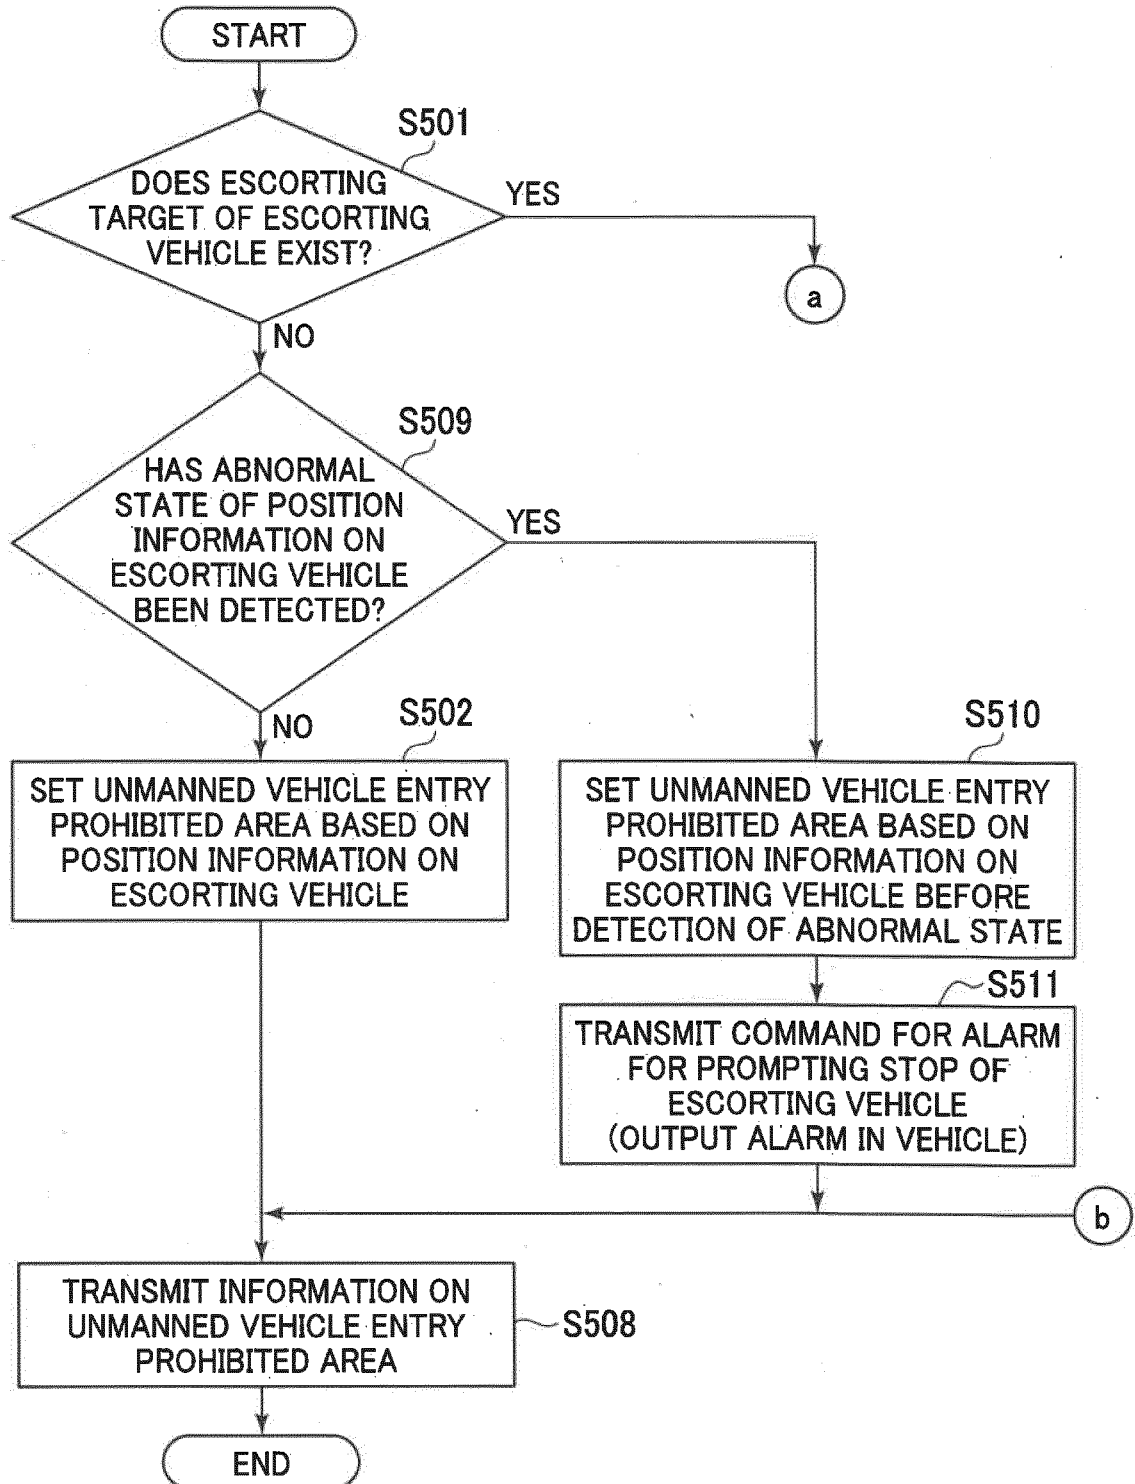 START
S501
DOES ESCORTING
TARGET OF ESCORTING
VEHICLE EXIST?
YES
a
NO
S509
HAS ABNORMAL
STATE OF POSITION
INFORMATION ON
ESCORTING VEHICLE
BEEN DETECTED?
YES
NO
S502
SET UNMANNED VEHICLE ENTRY
PROHIBITED AREA BASED ON
POSITION INFORMATION ON
ESCORTING VEHICLE
S510
SET UNMANNED VEHICLE ENTRY
PROHIBITED AREA BASED ON
POSITION INFORMATION ON
ESCORTING VEHICLE BEFORE
DETECTION OF ABNORMAL STATE
S511
TRANSMIT COMMAND FOR ALARM
FOR PROMPTING STOP OF
ESCORTING VEHICLE
(OUTPUT ALARM IN VEHICLE)
b
TRANSMIT INFORMATION ON
UNMANNED VEHICLE ENTRY
PROHIBITED AREA
S508
END